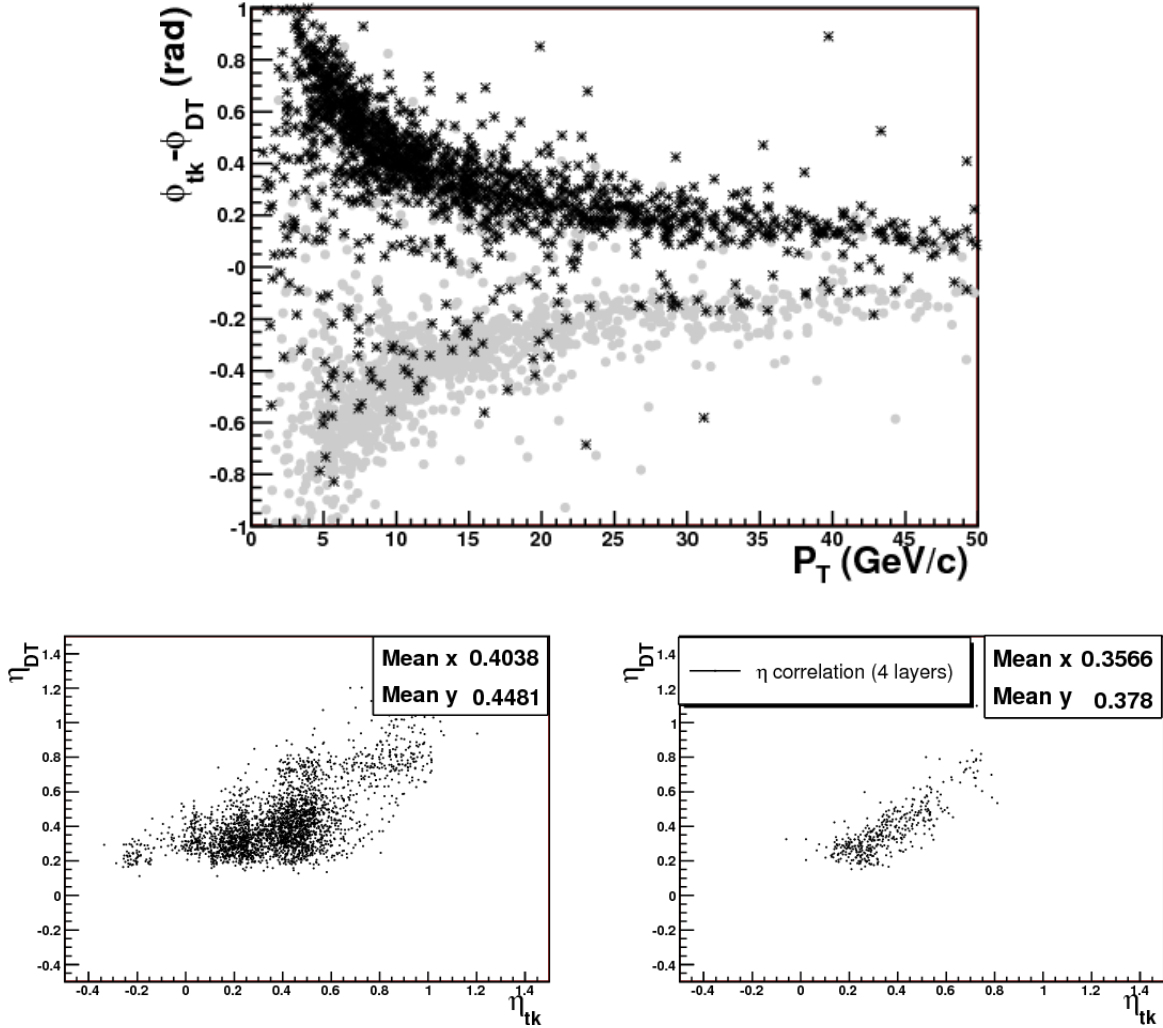 ϕtk-ϕDT (rad)
1
0.8
0.6
0.4
0.2
-0
-0.2
-0.4
-0.6
-0.8
-1
0 5 10 15 20 25 30 35 40 45 50
PT (GeV/c)
ηDT
1.4
1.2
1
0.8
0.6
0.4
0.2
0
-0.2
-0.4
Mean x 0.4038
Mean y 0.4481
-0.4 -0.2 0 0.2 0.4 0.6 0.8 1 1.2 1.4
ηtk
ηDT
1.4
1.2
1
0.8
0.6
0.4
0.2
0
-0.2
-0.4
η correlation (4 layers)
Mean x 0.3566
Mean y 0.378
-0.4 -0.2 0 0.2 0.4 0.6 0.8 1 1.2 1.4
ηtk